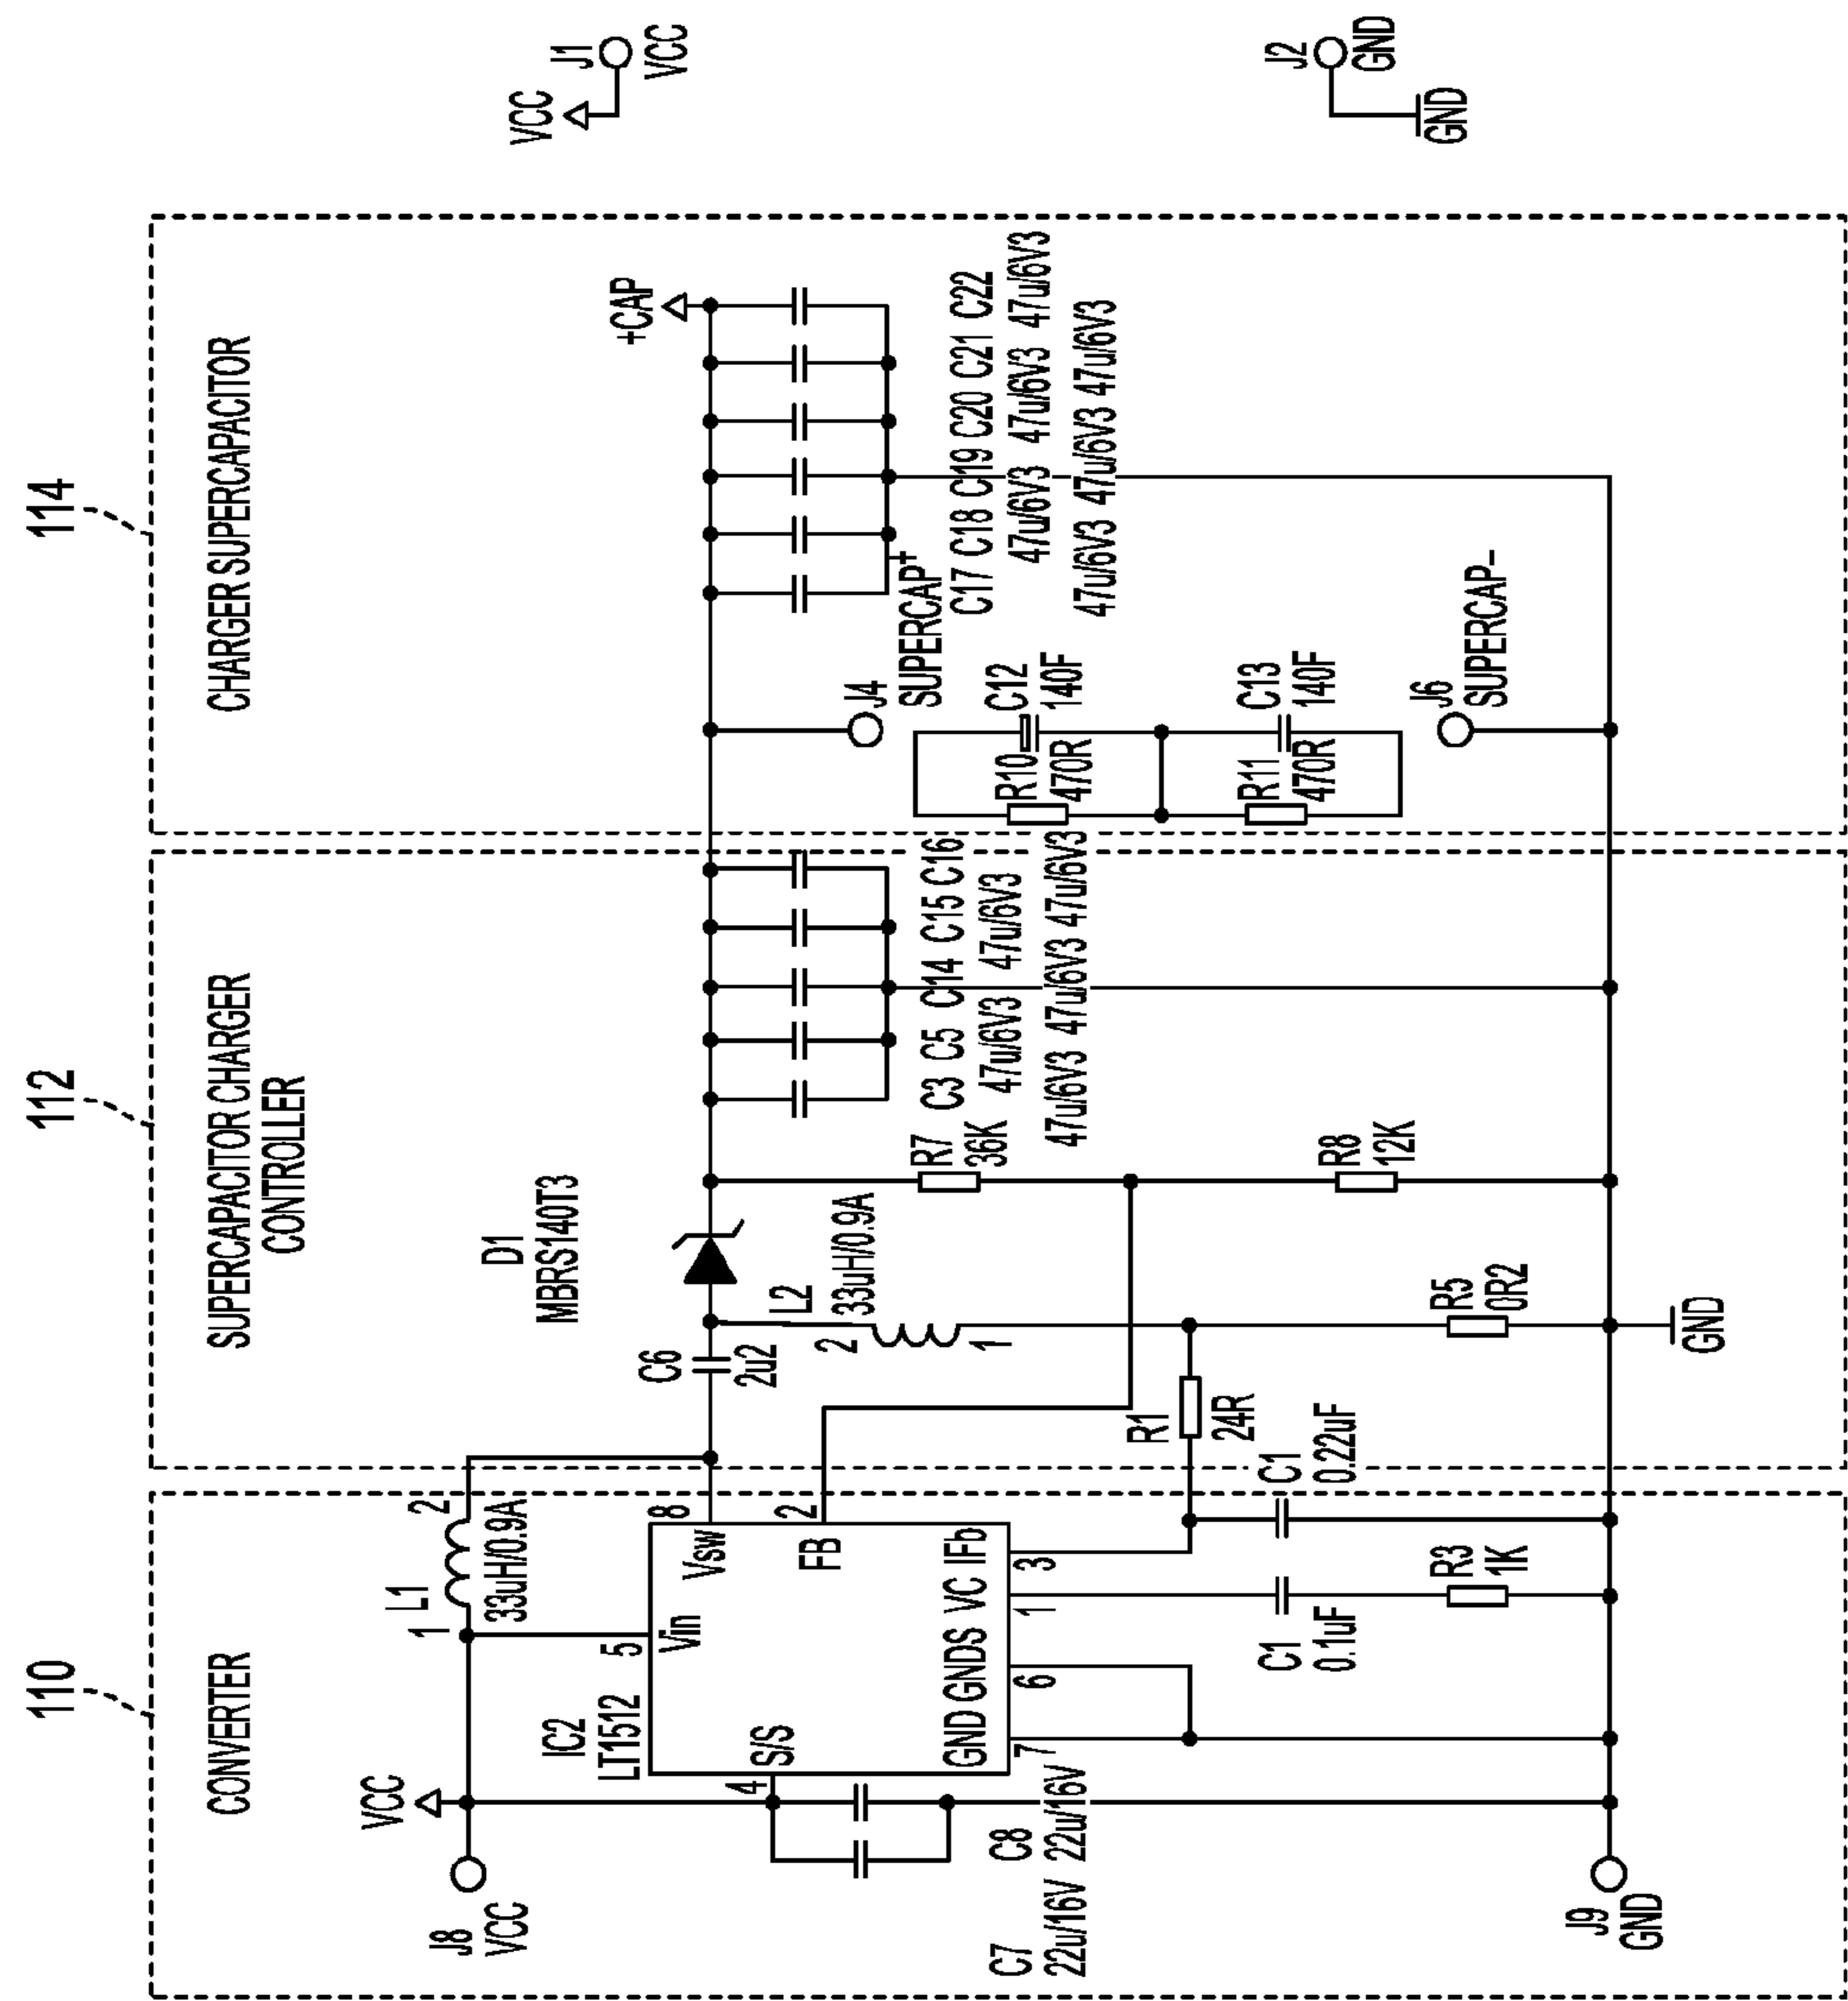 110
112
114
CONVERTER
SUPERCAPACITOR CHARGER
CONTROLLER
CHARGER SUPERCAPACITOR
VCC
J8
VCC
L1
1
2
33uH/0.9A
IC2
LT1512
5
Vin
8
Vsw
2
FB
4
S/S
GND GNDS VC IFb
7
6
1
3
C7
22u/16V
C8
22u/16V
C1
0.1uF
R3
1K
C1
0.22uF
J9
GND
D1
MBRS140T3
C6
2u2
L2
33uH/0.9A
2
1
R1
24R
R5
0R2
GND
R7
36K
R8
12K
C3 C5 C14 C15 C16
47u/6V3 47u/6V3
47u/6V3 47u/6V3 47u/6V3
+CAP
J4
SUPERCAP+
C17 C18 C19 C20 C21 C22
47u/6V3 47u/6V3 47u/6V3
47u/6V3 47u/6V3 47u/6V3
R10
470R
C12
140F
R11
470R
C13
140F
J6
SUPERCAP–
VCC
J1
VCC
J2
GND
GND